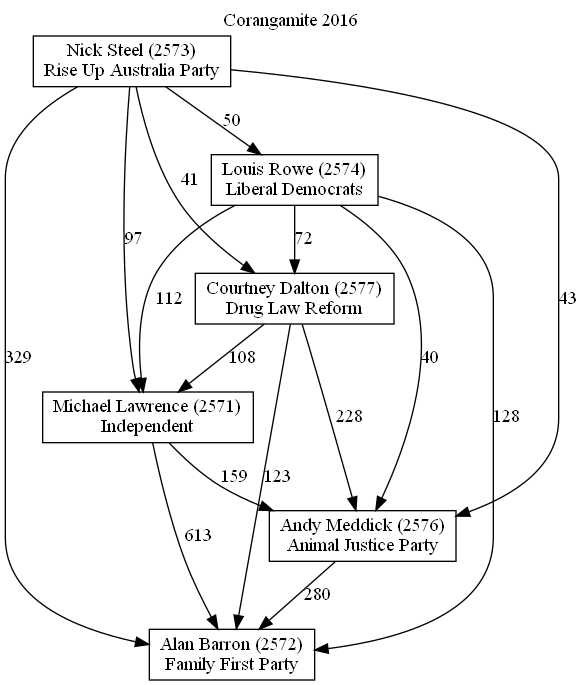 Corangamite 2016
Nick Steel (2573)
Rise Up Australia Party
50
Louis Rowe (2574)
Liberal Democrats
41
97
72
112
Courtney Dalton (2577)
Drug Law Reform
43
329
108
40
Michael Lawrence (2571)
Independent
228
128
159
123
613
Andy Meddick (2576)
Animal Justice Party
280
Alan Barron (2572)
Family First Party